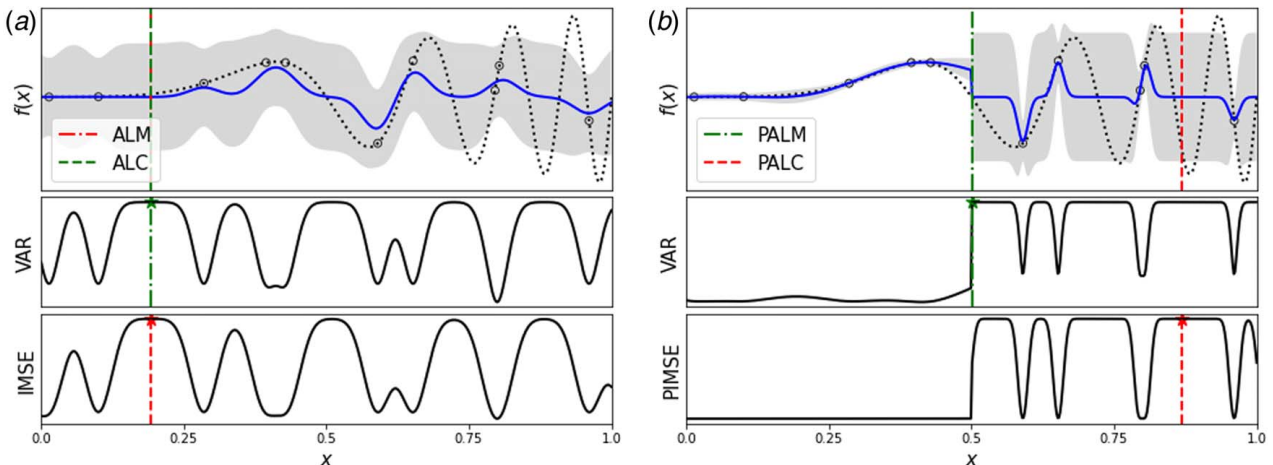 (a)
f(x)
ALM
ALC
VAR
IMSE
0.0 0.25 0.5 0.75 1.0
x
(b)
f(x)
PALM
PALC
VAR
PIMSE
0.0 0.25 0.5 0.75 1.0
x